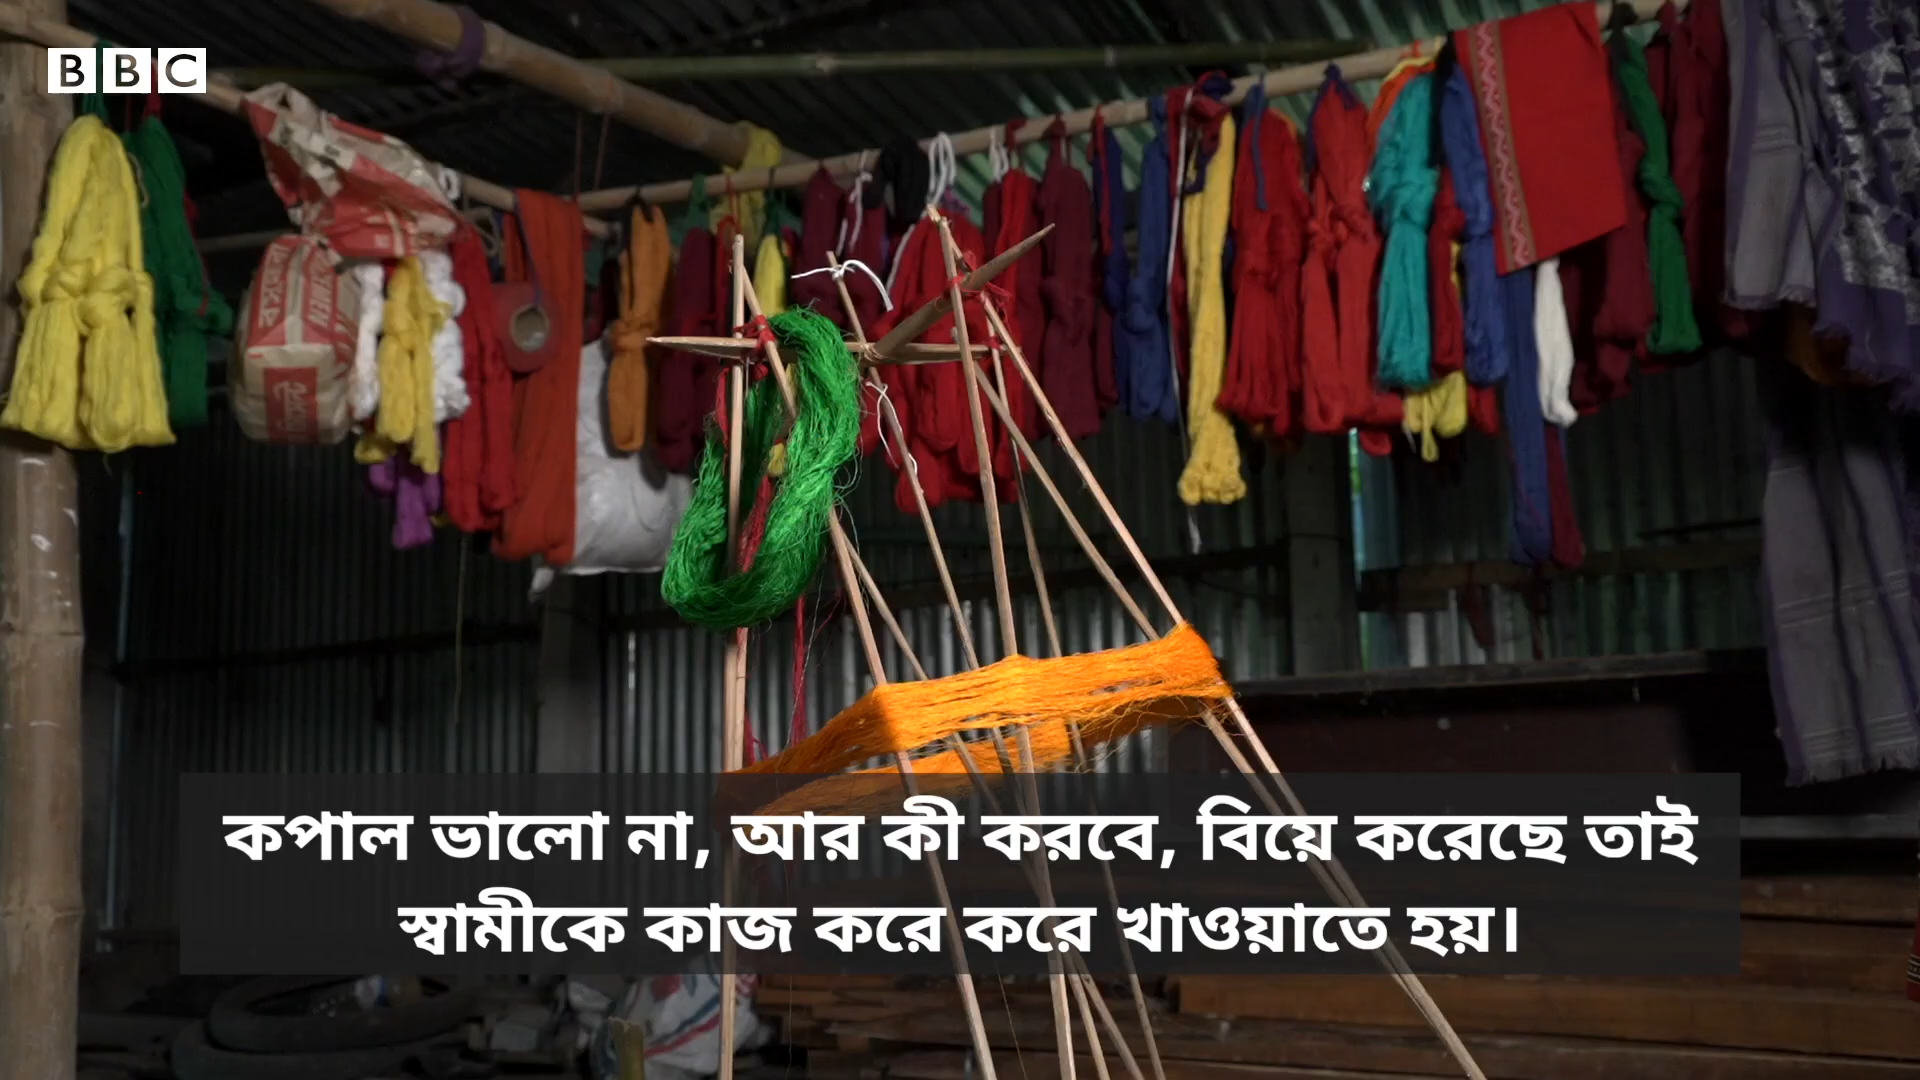 BBC
কপাল ভালো না, আর কী করবে, বিয়ে করেছে তাই
স্বামীকে কাজ করে করে খাওয়াতে হয়।